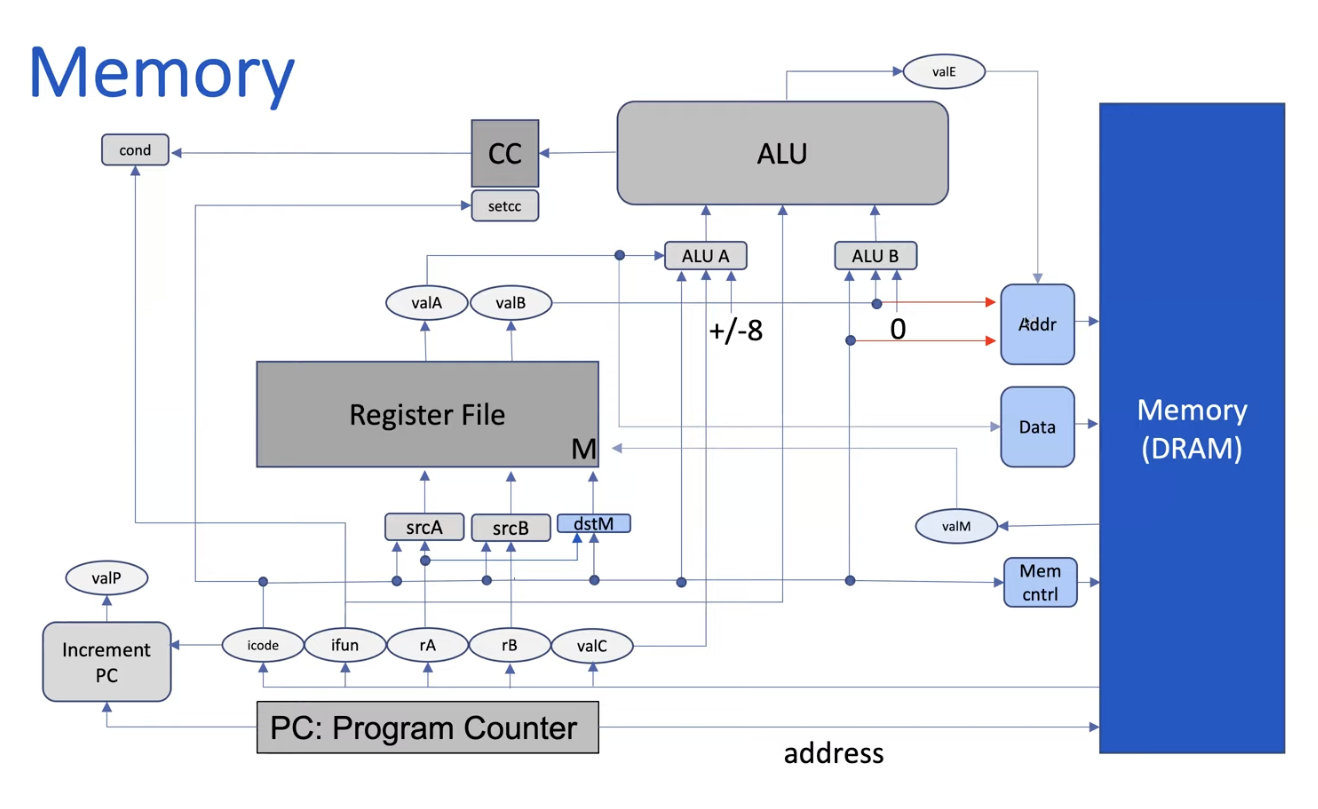 Memory
valE
cond
CC
ALU
setcc
ALU A
ALU B
valA
valB
+/-8
0
Addr
Register File
M
Data
Memory
(DRAM)
srcA
srcB
dstM
valM
valP
Mem
cntrl
Increment
PC
icode
ifun
rA
rB
valC
PC: Program Counter
address